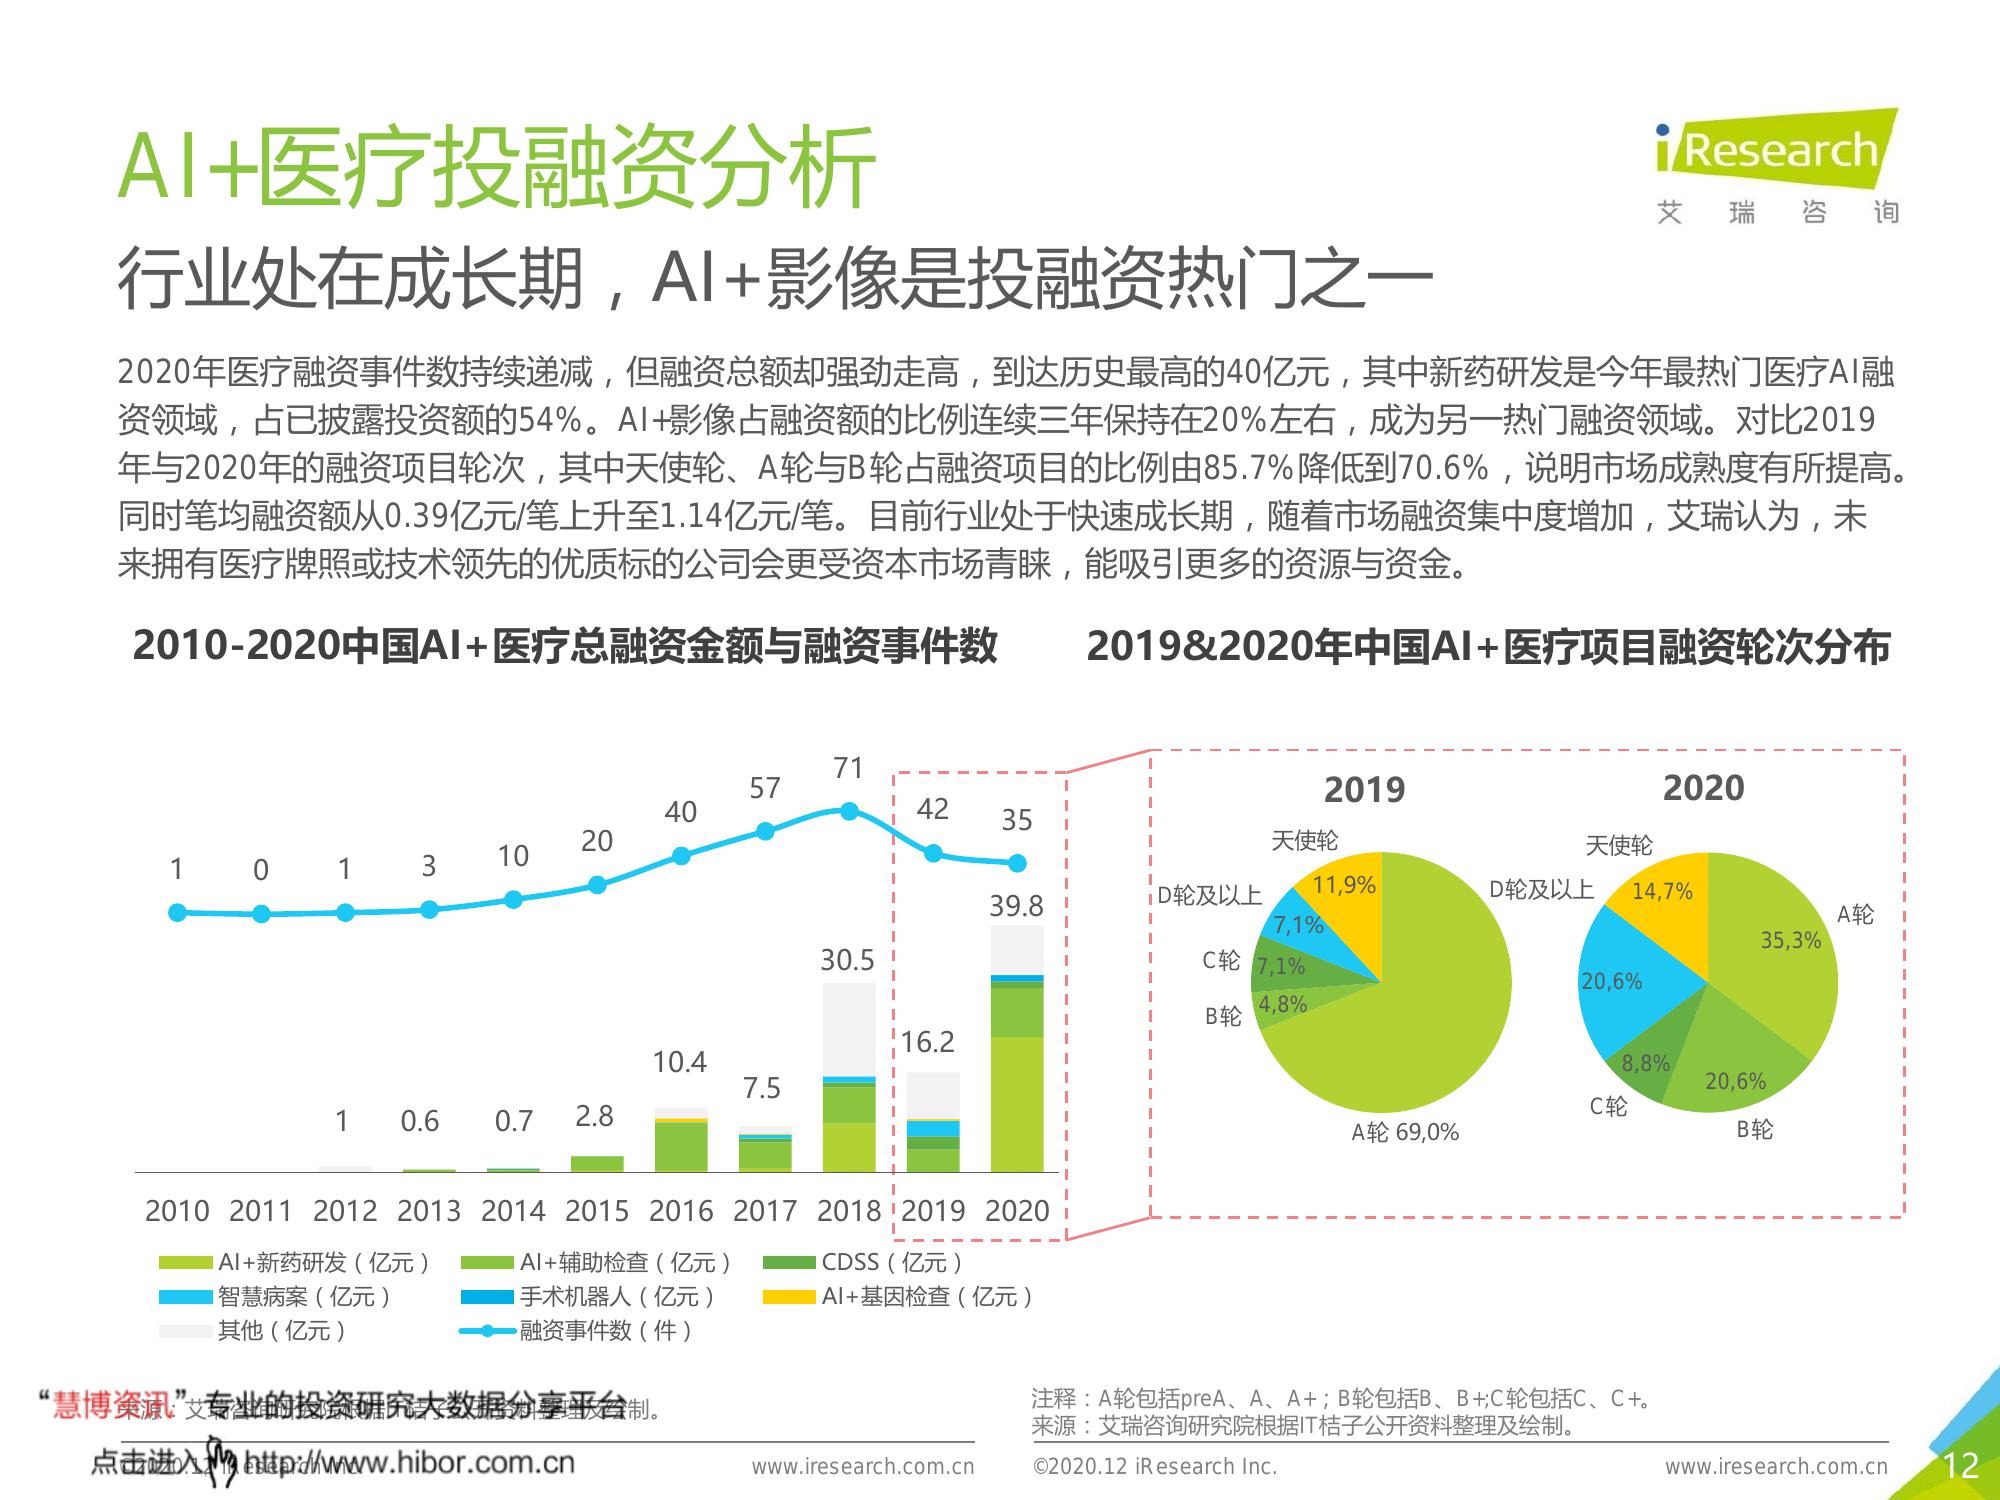 AI+医疗投融资分析
iResearch
艾瑞咨询
行业处在成长期，AI+影像是投融资热门之一
2020年医疗融资事件数持续递减，但融资总额却强劲走高，到达历史最高的40亿元，其中新药研发是今年最热门医疗AI融
资领域，占已披露投资额的54%。AI+影像占融资额的比例连续三年保持在20%左右，成为另一热门融资领域。对比2019
年与2020年的融资项目轮次，其中天使轮、A轮与B轮占融资项目的比例由85.7%降低到70.6%，说明市场成熟度有所提高。
同时笔均融资额从0.39亿元/笔上升至1.14亿元/笔。目前行业处于快速成长期，随着市场融资集中度增加，艾瑞认为，未
来拥有医疗牌照或技术领先的优质标的公司会更受资本市场青睐，能吸引更多的资源与资金。
2010-2020中国AI+医疗总融资金额与融资事件数
1 0 1 3 10 20 40 57 71 42 35
1 0.6 0.7 2.8 10.4 7.5 30.5 16.2 39.8
2010 2011 2012 2013 2014 2015 2016 2017 2018 2019 2020
AI+新药研发（亿元） AI+辅助检查（亿元） CDSS（亿元）
智慧病案（亿元） 手术机器人（亿元） AI+基因检查（亿元）
其他（亿元） 融资事件数（件）
2019&2020年中国AI+医疗项目融资轮次分布
2019
天使轮
11,9%
D轮及以上
7,1%
C轮
7,1%
B轮
4,8%
A轮 69,0%
2020
天使轮
14,7%
D轮及以上
20,6%
A轮
35,3%
C轮
8,8%
B轮
20,6%
“慧博资讯”专业的投资研究大数据分享平台
来源：艾瑞咨询研究院根据IT桔子公开资料整理及绘制。
点击进入 http://www.hibor.com.cn
©2020.12 iResearch Inc.
www.iresearch.com.cn
注释：A轮包括preA、A、A+；B轮包括B、B+;C轮包括C、C+。
来源：艾瑞咨询研究院根据IT桔子公开资料整理及绘制。
©2020.12 iResearch Inc.
www.iresearch.com.cn
12